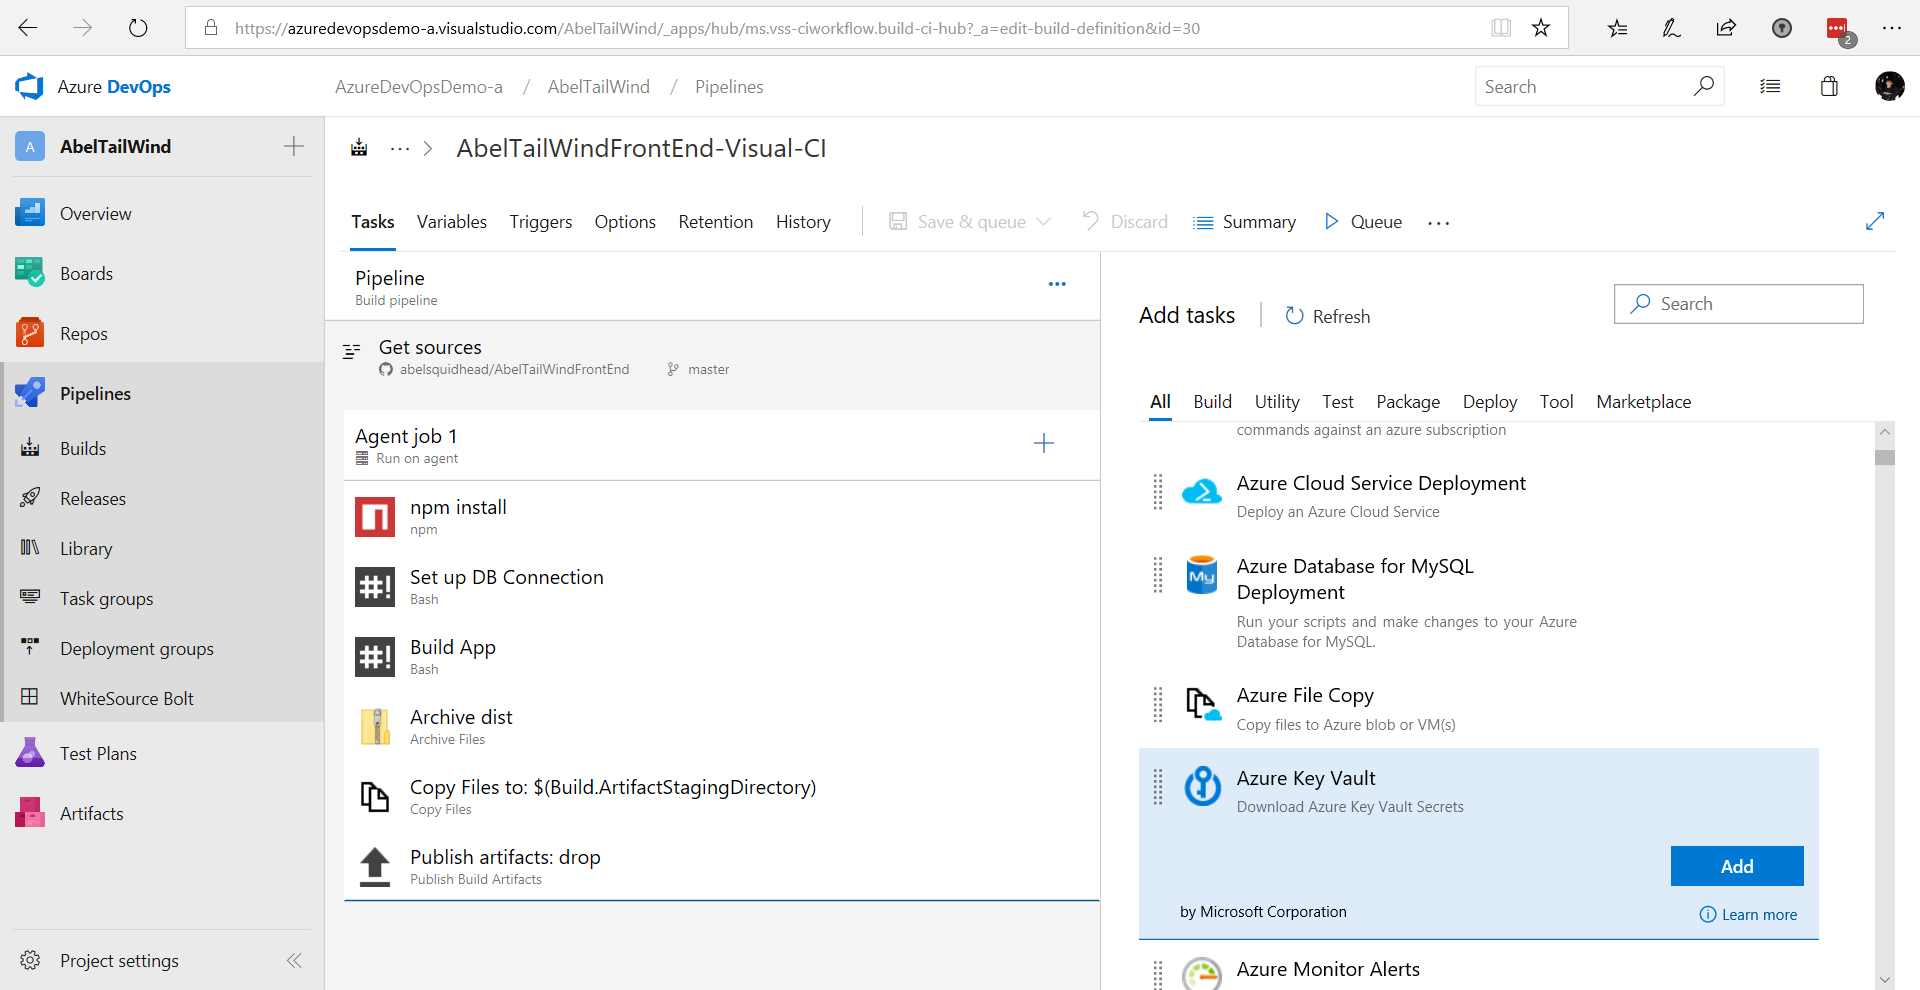 https://azuredevopsdemo-a.visualstudio.com/AbelTailWind/_apps/hub/ms.vss-ciworkflow.build-ci-hub?_a=edit-build-definition&id=30
2
Azure DevOps
AzureDevOpsDemo-a / AbelTailWind / Pipelines
Search
A AbelTailWind
Overview
Boards
Repos
Pipelines
Builds
Releases
Library
Task groups
Deployment groups
WhiteSource Bolt
Test Plans
Artifacts
Project settings
··· > AbelTailWindFrontEnd-Visual-CI
Tasks Variables Triggers Options Retention History Save & queue Discard Summary Queue ···
Pipeline
Build pipeline
Get sources
abelsquidhead/AbelTailWindFrontEnd master
Agent job 1
Run on agent
npm install
npm
#! Set up DB Connection
Bash
#! Build App
Bash
Archive dist
Archive Files
Copy Files to: $(Build.ArtifactStagingDirectory)
Copy Files
Publish artifacts: drop
Publish Build Artifacts
Add tasks
Refresh
Search
All Build Utility Test Package Deploy Tool Marketplace
commands against an azure subscription
Azure Cloud Service Deployment
Deploy an Azure Cloud Service
My
Azure Database for MySQL
Deployment
Run your scripts and make changes to your Azure
Database for MySQL.
Azure File Copy
Copy files to Azure blob or VM(s)
Azure Key Vault
Download Azure Key Vault Secrets
Add
by Microsoft Corporation
Learn more
Azure Monitor Alerts